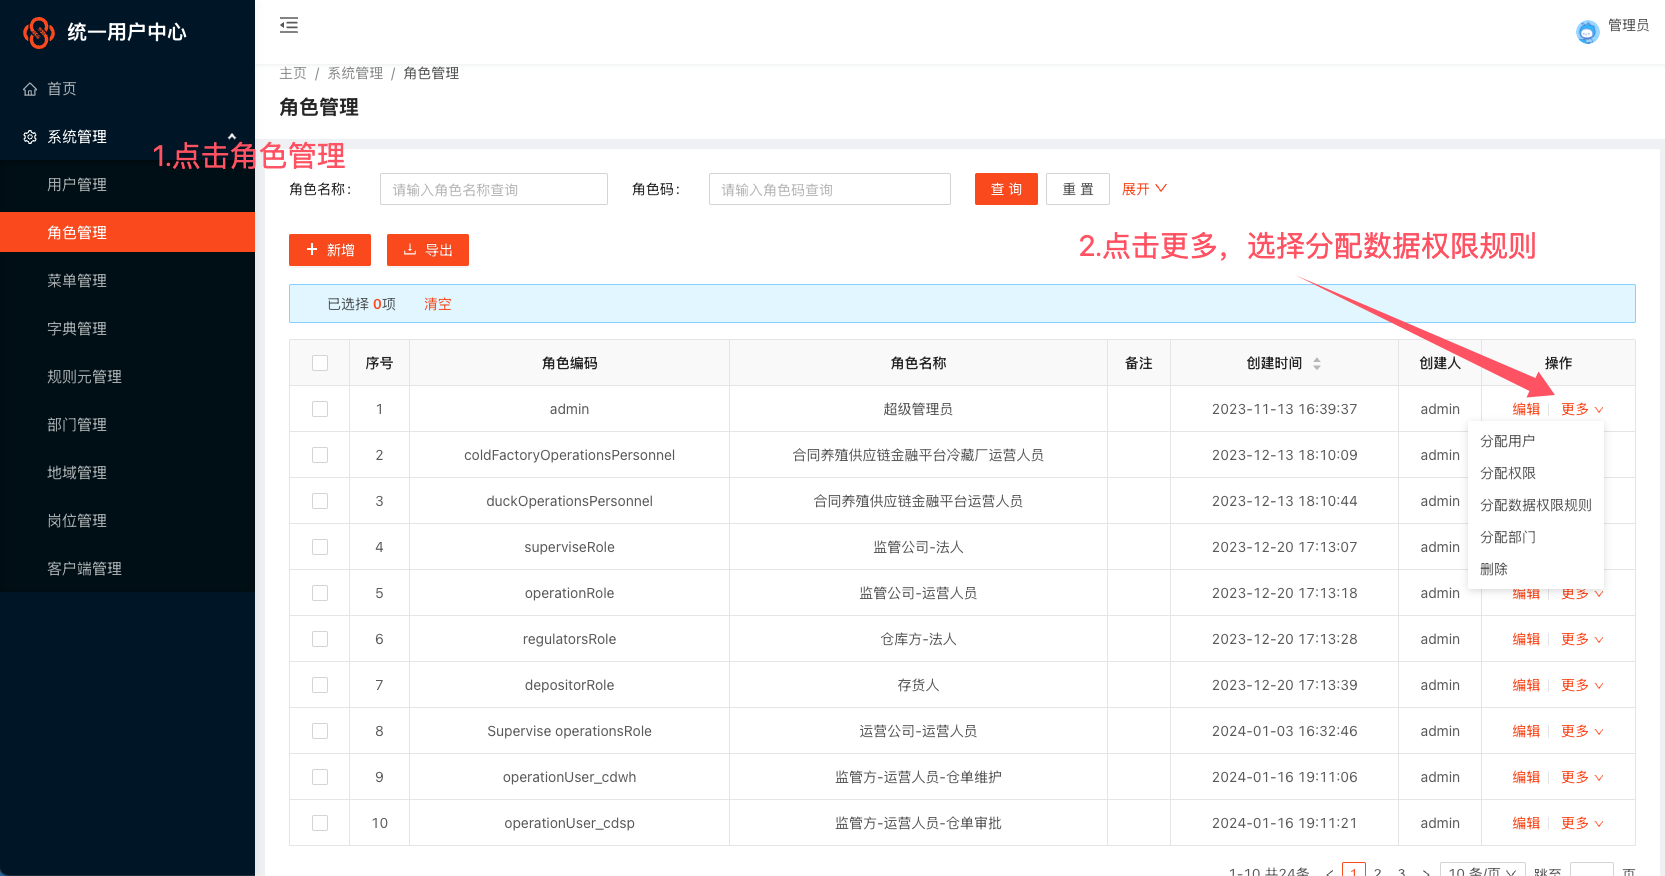 统一用户中心
管理员
首页
系统管理
用户管理
角色管理
菜单管理
字典管理
规则元管理
部门管理
地域管理
岗位管理
客户端管理
主页 / 系统管理 / 角色管理
角色管理
1.点击角色管理
角色名称： 请输入角色名称查询 角色码： 请输入角色码查询 查 询 重 置 展开
新增 导出
2.点击更多，选择分配数据权限规则
已选择 0项 清空
序号 角色编码 角色名称 备注 创建时间 创建人 操作
1 admin 超级管理员 2023-11-13 16:39:37 admin 编辑 更多
2 coldFactoryOperationsPersonnel 合同养殖供应链金融平台冷藏厂运营人员 2023-12-13 18:10:09 admin
3 duckOperationsPersonnel 合同养殖供应链金融平台运营人员 2023-12-13 18:10:44 admin
4 superviseRole 监管公司-法人 2023-12-20 17:13:07 admin
5 operationRole 监管公司-运营人员 2023-12-20 17:13:18 admin 编辑 更多
6 regulatorsRole 仓库方-法人 2023-12-20 17:13:28 admin 编辑 更多
7 depositorRole 存货人 2023-12-20 17:13:39 admin 编辑 更多
8 Supervise operationsRole 运营公司-运营人员 2024-01-03 16:32:46 admin 编辑 更多
9 operationUser_cdwh 监管方-运营人员-仓单维护 2024-01-16 19:11:06 admin 编辑 更多
10 operationUser_cdsp 监管方-运营人员-仓单审批 2024-01-16 19:11:21 admin 编辑 更多
分配用户
分配权限
分配数据权限规则
分配部门
删除
1-10 共24条 1 2 3 10 条/页 跳至 页